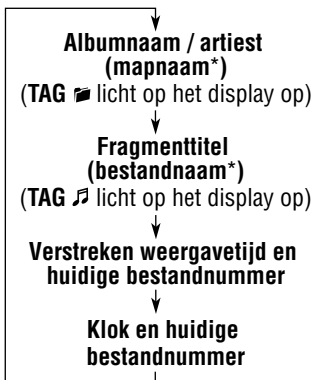 Albumnaam / artiest
(mapnaam*)
(TAG licht op het display op)
Fragmenttitel
(bestandnaam*)
(TAG licht op het display op)
Verstreken weergavetijd en
huidige bestandnummer
Klok en huidige
bestandnummer